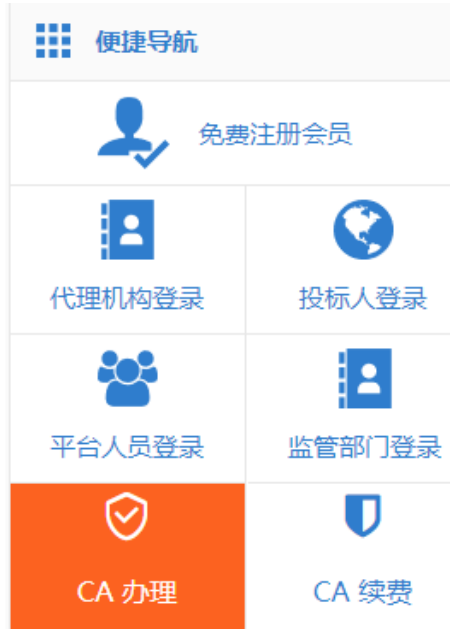 便捷导航
免费注册会员
代理机构登录
投标人登录
平台人员登录
监管部门登录
CA 办理
CA 续费